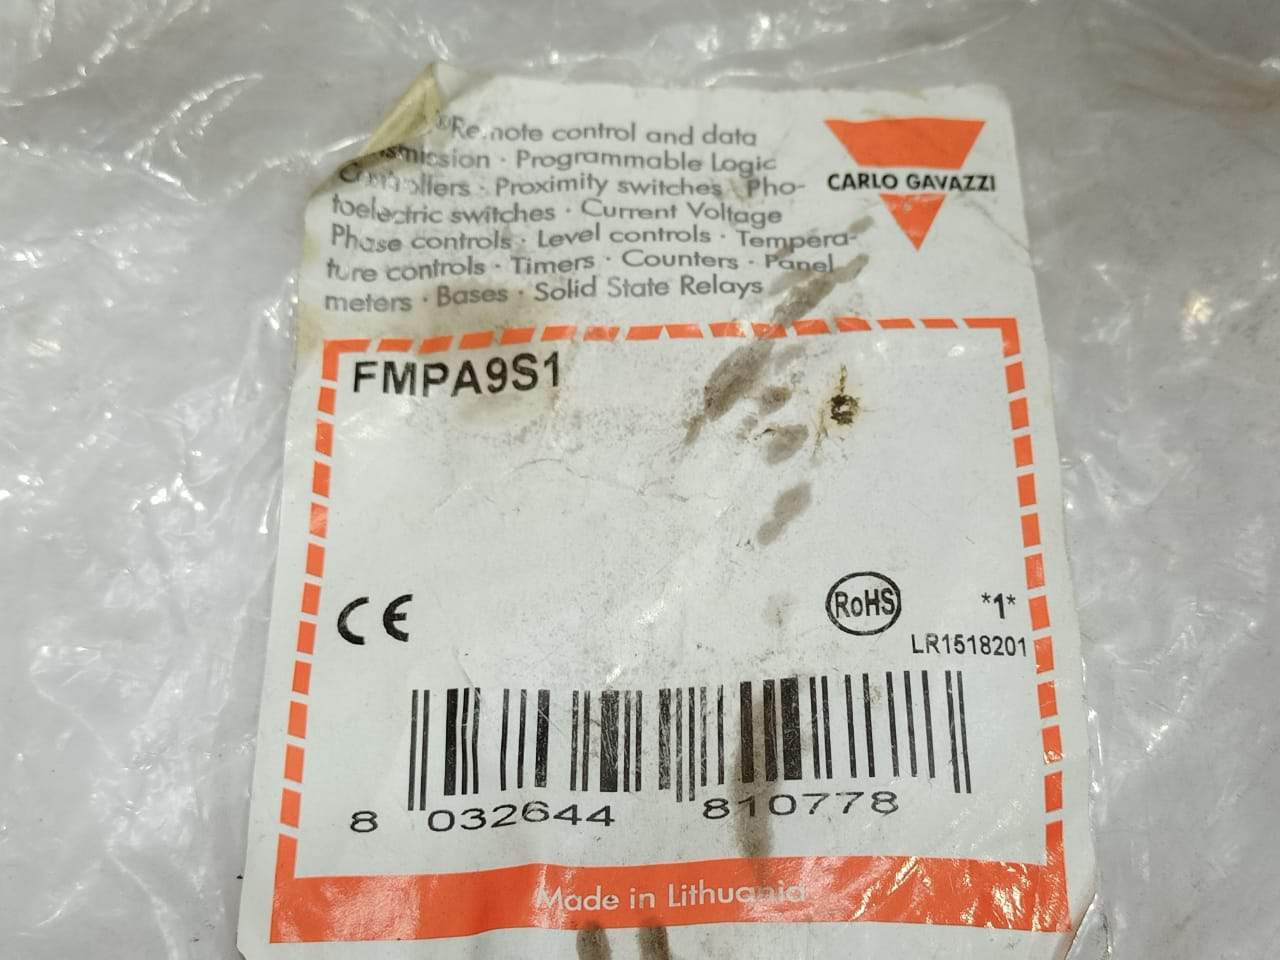 ®Remote control and data
smission · Programmable Logic
Controllers · Proximity switches · Pho-
toelectric switches · Current Voltage
Phase controls · Level controls · Tempera-
ture controls · Timers · Counters · Panel
meters · Bases · Solid State Relays
CARLO GAVAZZI
FMPA9S1
CE
RoHS
*1*
LR1518201
8 032644 810778
Made in Lithuania